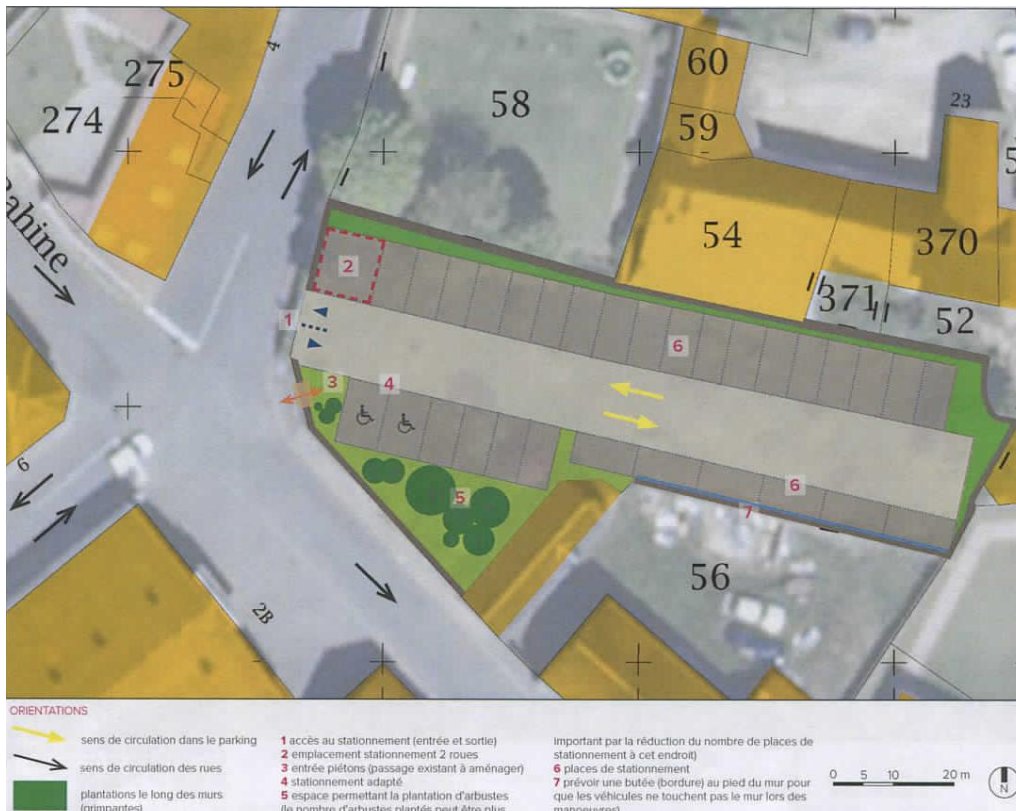 275
274
4
58
60
59
23
54
370
371
52
ahine
2
1
3
4
6
6
5
7
56
6
2B
ORIENTATIONS
sens de circulation dans le parking
sens de circulation des rues
plantations le long des murs
(grimpantes)
1 accès au stationnement (entrée et sortie)
2 emplacement stationnement 2 roues
3 entrée piétons (passage existant à aménager)
4 stationnement adapté
5 espace permettant la plantation d'arbustes
(le nombre d'arbustes plantés peut être plus
important par la réduction du nombre de places de
stationnement à cet endroit)
6 places de stationnement
7 prévoir une butée (bordure) au pied du mur pour
que les véhicules ne touchent pas le mur lors des
manoeuvres)
0 5 10 20 m
N